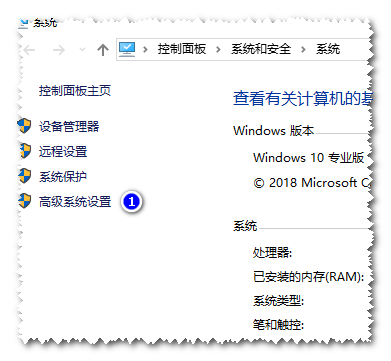 系统
控制面板 > 系统和安全 > 系统
控制面板主页
设备管理器
远程设置
系统保护
高级系统设置 1
查看有关计算机的
Windows 版本
Windows 10 专业版
© 2018 Microsoft
系统
处理器:
已安装的内存(RAM):
系统类型:
笔和触控: